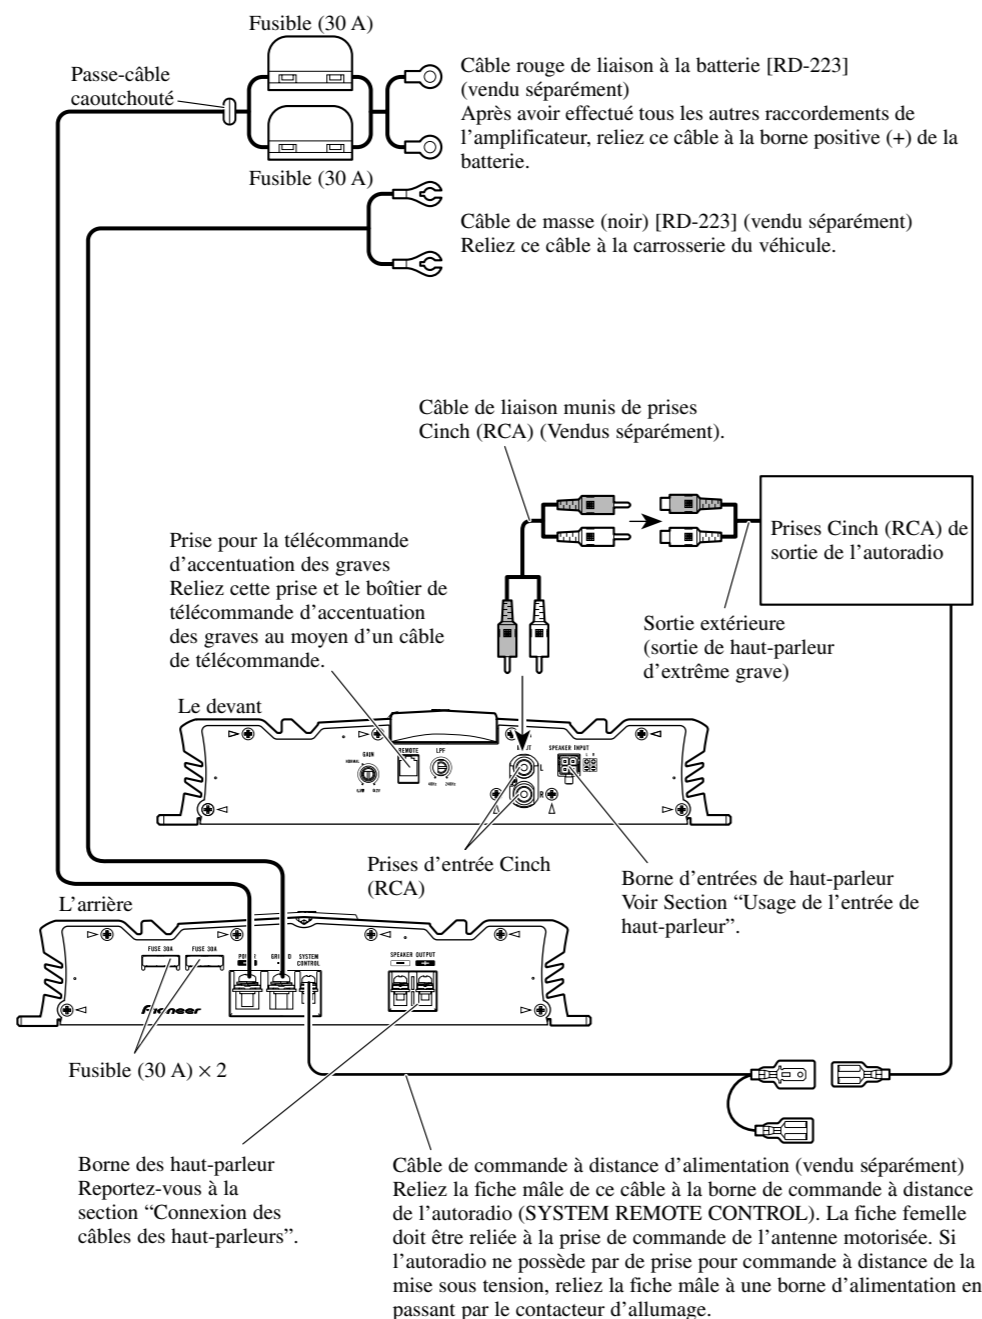 Fusible (30 A)
Passe-câble
caoutchouté
Fusible (30 A)
Câble rouge de liaison à la batterie [RD-223]
(vendu séparément)
Après avoir effectué tous les autres raccordements de
l’amplificateur, reliez ce câble à la borne positive (+) de la
batterie.
Câble de masse (noir) [RD-223] (vendu séparément)
Reliez ce câble à la carrosserie du véhicule.
Câble de liaison munis de prises
Cinch (RCA) (Vendus séparément).
Prises Cinch (RCA) de
sortie de l’autoradio
Prise pour la télécommande
d’accentuation des graves
Reliez cette prise et le boîtier de
télécommande d’accentuation
des graves au moyen d’un câble
de télécommande.
Sortie extérieure
(sortie de haut-parleur
d’extrême grave)
Le devant
GAIN
NORMAL
REMOTE
LPF
40Hz 240Hz
SPEAKER INPUT
L R
L
R
Prises d’entrée Cinch
(RCA)
Borne d’entrées de haut-parleur
Voir Section “Usage de l’entrée de
haut-parleur”.
L’arrière
FUSE 30A FUSE 30A
SYSTEM
CONTROL
SPEAKER OUTPUT
Pioneer
Fusible (30 A) × 2
Borne des haut-parleur
Reportez-vous à la
section “Connexion des
câbles des haut-parleurs”.
Câble de commande à distance d’alimentation (vendu séparément)
Reliez la fiche mâle de ce câble à la borne de commande à distance
de l’autoradio (SYSTEM REMOTE CONTROL). La fiche femelle
doit être reliée à la prise de commande de l’antenne motorisée. Si
l’autoradio ne possède par de prise pour commande à distance de la
mise sous tension, reliez la fiche mâle à une borne d’alimentation en
passant par le contacteur d’allumage.